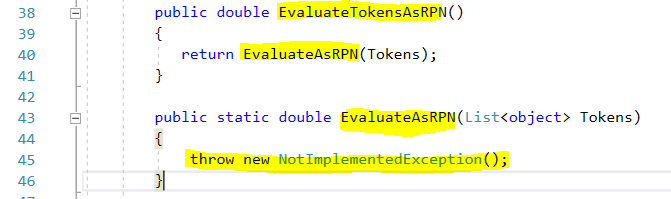 38 public double EvaluateTokensAsRPN()
39 {
40 return EvaluateAsRPN(Tokens);
41 }
42
43 public static double EvaluateAsRPN(List<object> Tokens)
44 {
45 throw new NotImplementedException();
46 }